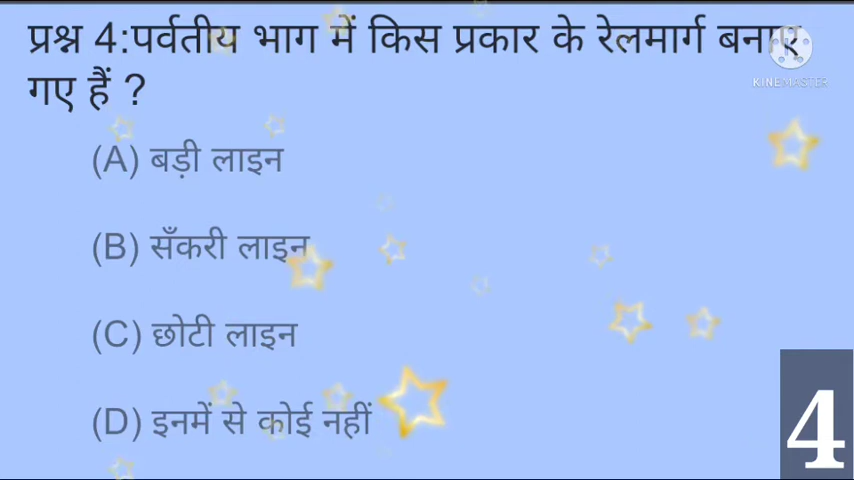 प्रश्न 4:पर्वतीय भाग में किस प्रकार के रेलमार्ग बनाए
गए हैं ?
KINEMASTER
(A) बड़ी लाइन
(B) सँकरी लाइन
(C) छोटी लाइन
(D) इनमें से कोई नहीं
4